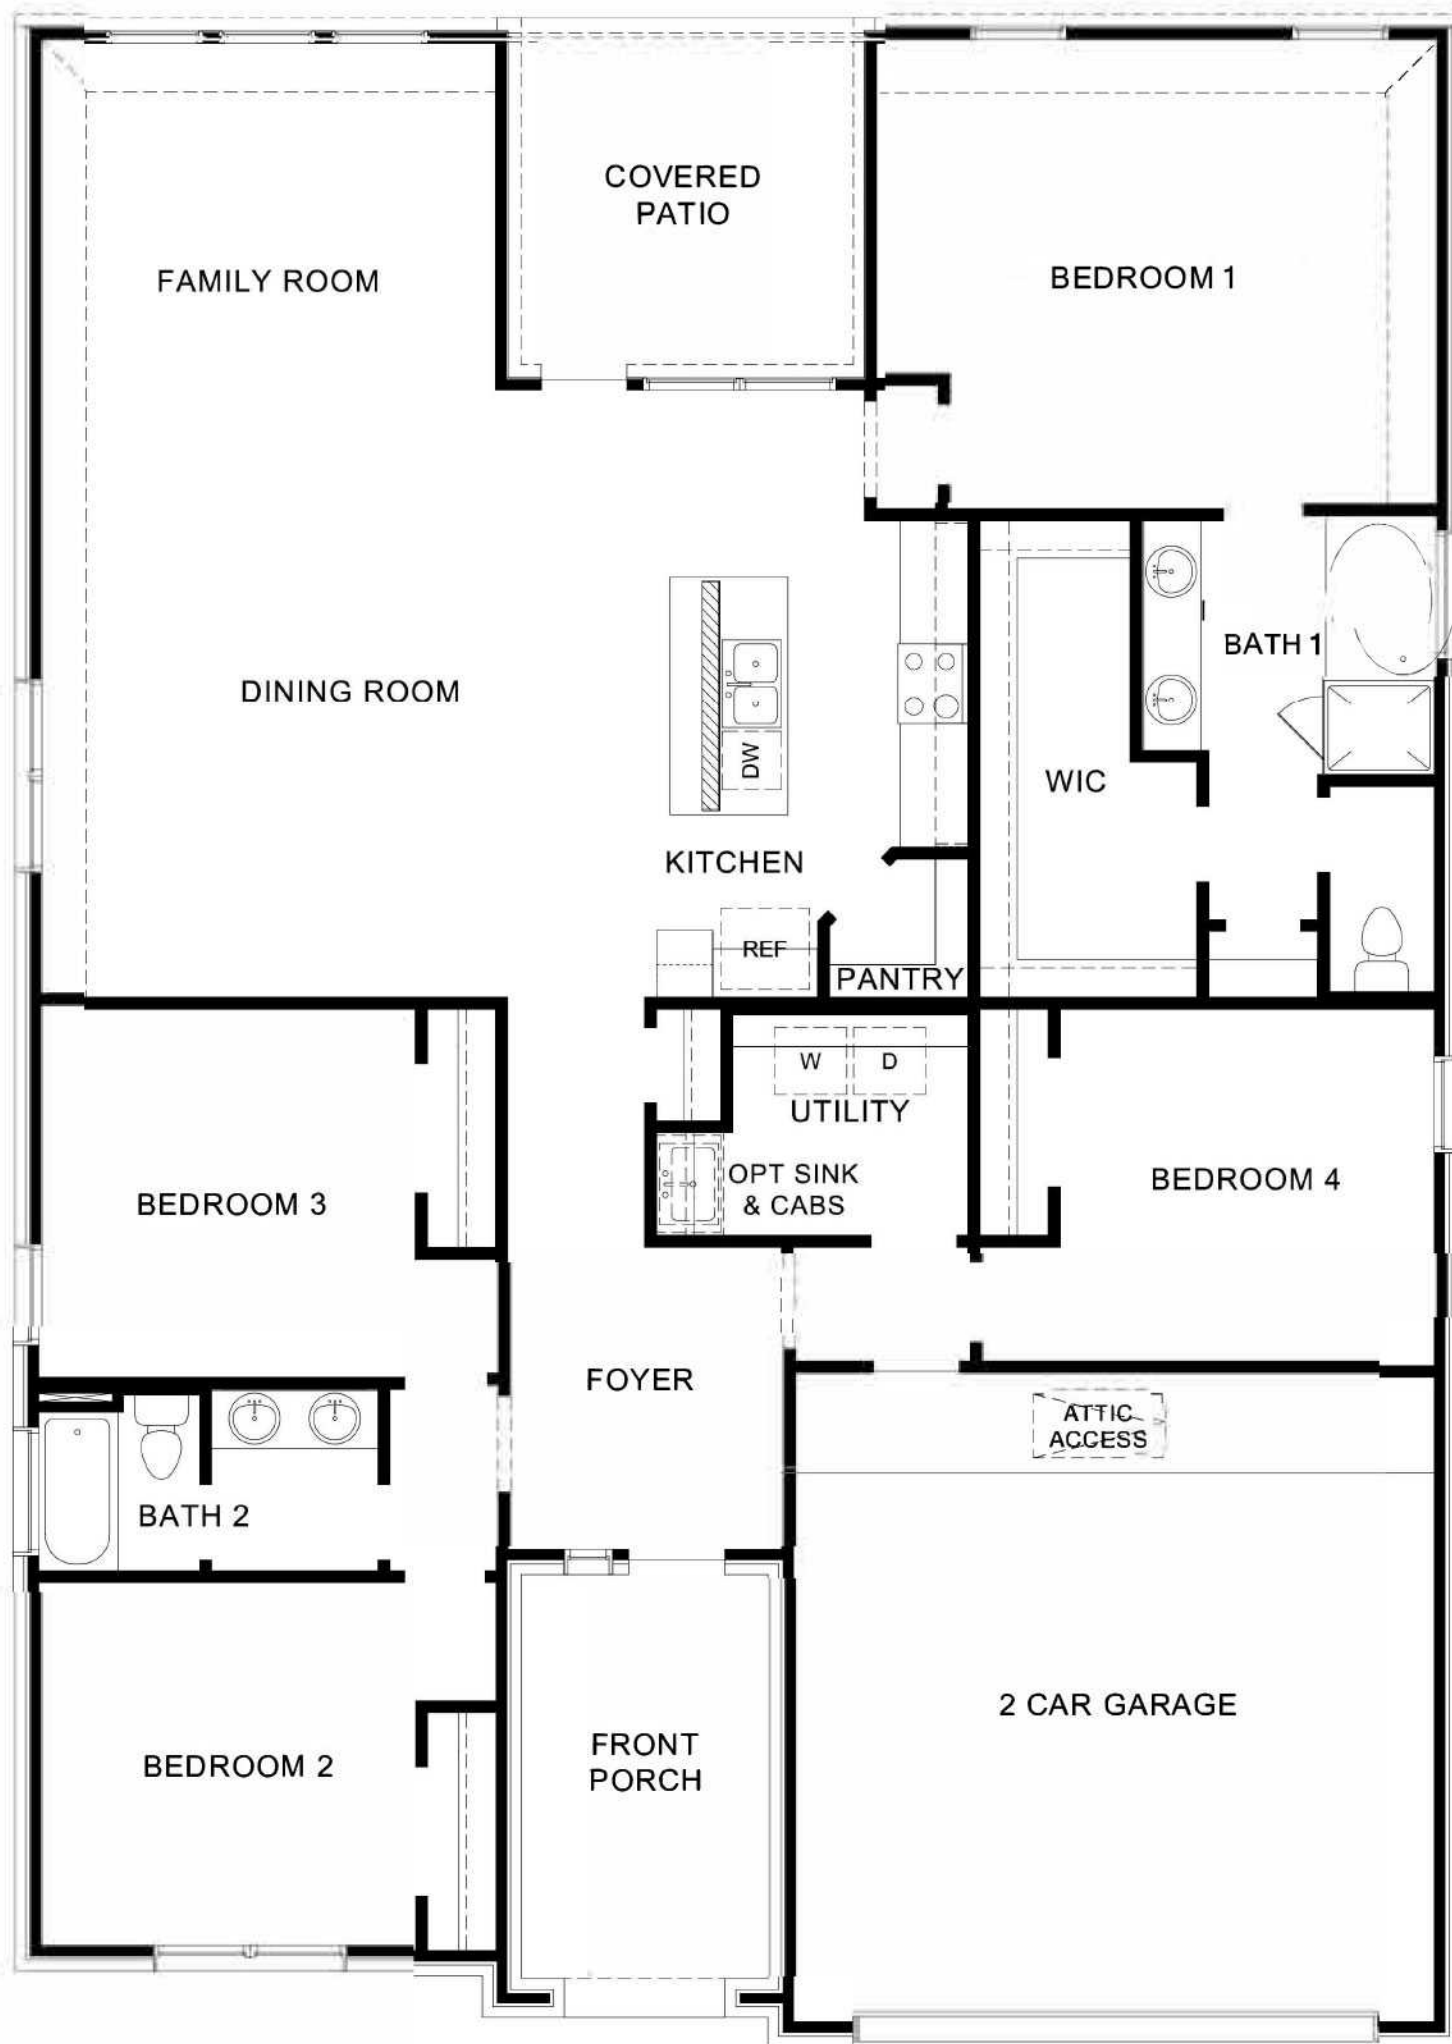 COVERED
PATIO
FAMILY ROOM
BEDROOM 1
BATH 1
DINING ROOM
DW
WIC
KITCHEN
REF
PANTRY
W
D
UTILITY
OPT SINK
& CABS
BEDROOM 4
BEDROOM 3
FOYER
ATTIC
ACCESS
BATH 2
2 CAR GARAGE
FRONT
PORCH
BEDROOM 2